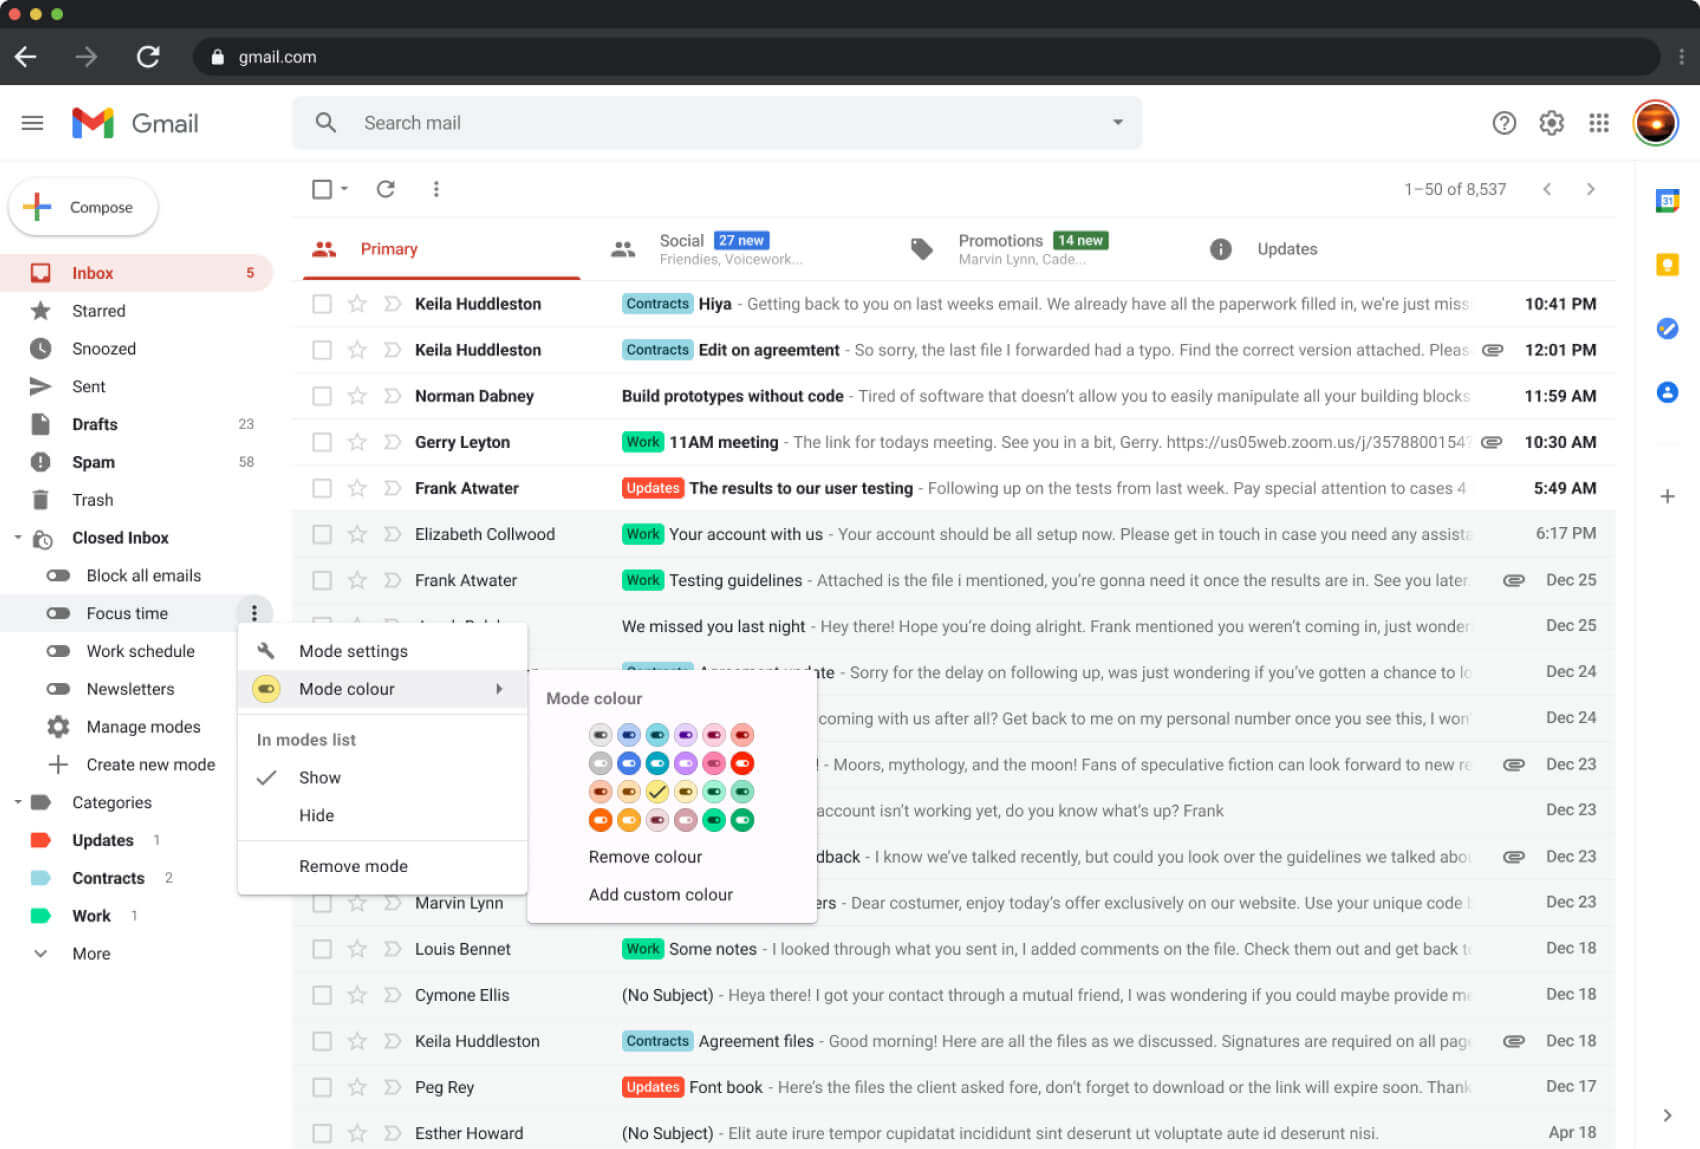 gmail.com
Gmail
Search mail
Compose
1–50 of 8,537
Primary
Social 27 new
Friendies, Voicework...
Promotions 14 new
Marvin Lynn, Cade...
Updates
Inbox 5
Starred
Snoozed
Sent
Drafts 23
Spam 58
Trash
Closed Inbox
Block all emails
Focus time
Work schedule
Newsletters
Manage modes
Create new mode
Categories
Updates 1
Contracts 2
Work 1
More
Mode settings
Mode colour
In modes list
Show
Hide
Remove mode
Mode colour
Remove colour
Add custom colour
Keila Huddleston Contracts Hiya - Getting back to you on last weeks email. We already have all the paperwork filled in, we're just miss 10:41 PM
Keila Huddleston Contracts Edit on agreemtent - So sorry, the last file I forwarded had a typo. Find the correct version attached. Pleas 12:01 PM
Norman Dabney Build prototypes without code - Tired of software that doesn't allow you to easily manipulate all your building blocks 11:59 AM
Gerry Leyton Work 11AM meeting - The link for todays meeting. See you in a bit, Gerry. https://us05web.zoom.us/j/3578800154 10:30 AM
Frank Atwater Updates The results to our user testing - Following up on the tests from last week. Pay special attention to cases 4 5:49 AM
Elizabeth Collwood Work Your account with us - Your account should be all setup now. Please get in touch in case you need any assista 6:17 PM
Frank Atwater Work Testing guidelines - Attached is the file i mentioned, you're gonna need it once the results are in. See you later. Dec 25
We missed you last night - Hey there! Hope you're doing alright. Frank mentioned you weren't coming in, just wonder Dec 25
Contracts Agreement update - Sorry for the delay on following up, was just wondering if you've gotten a chance to lo Dec 24
coming with us after all? Get back to me on my personal number once you see this, I won' Dec 24
! - Moors, mythology, and the moon! Fans of speculative fiction can look forward to new re Dec 23
account isn't working yet, do you know what's up? Frank Dec 23
dback - I know we've talked recently, but could you look over the guidelines we talked abou Dec 23
Marvin Lynn ers - Dear costumer, enjoy today's offer exclusively on our website. Use your unique code Dec 23
Louis Bennet Work Some notes - I looked through what you sent in, I added comments on the file. Check them out and get back to Dec 18
Cymone Ellis (No Subject) - Heya there! I got your contact through a mutual friend, I was wondering if you could maybe provide me Dec 18
Keila Huddleston Contracts Agreement files - Good morning! Here are all the files as we discussed. Signatures are required on all page Dec 18
Peg Rey Updates Font book - Here's the files the client asked fore, don't forget to download or the link will expire soon. Thank Dec 17
Esther Howard (No Subject) - Elit aute irure tempor cupidatat incididunt sint deserunt ut voluptate aute id deserunt nisi. Apr 18
31